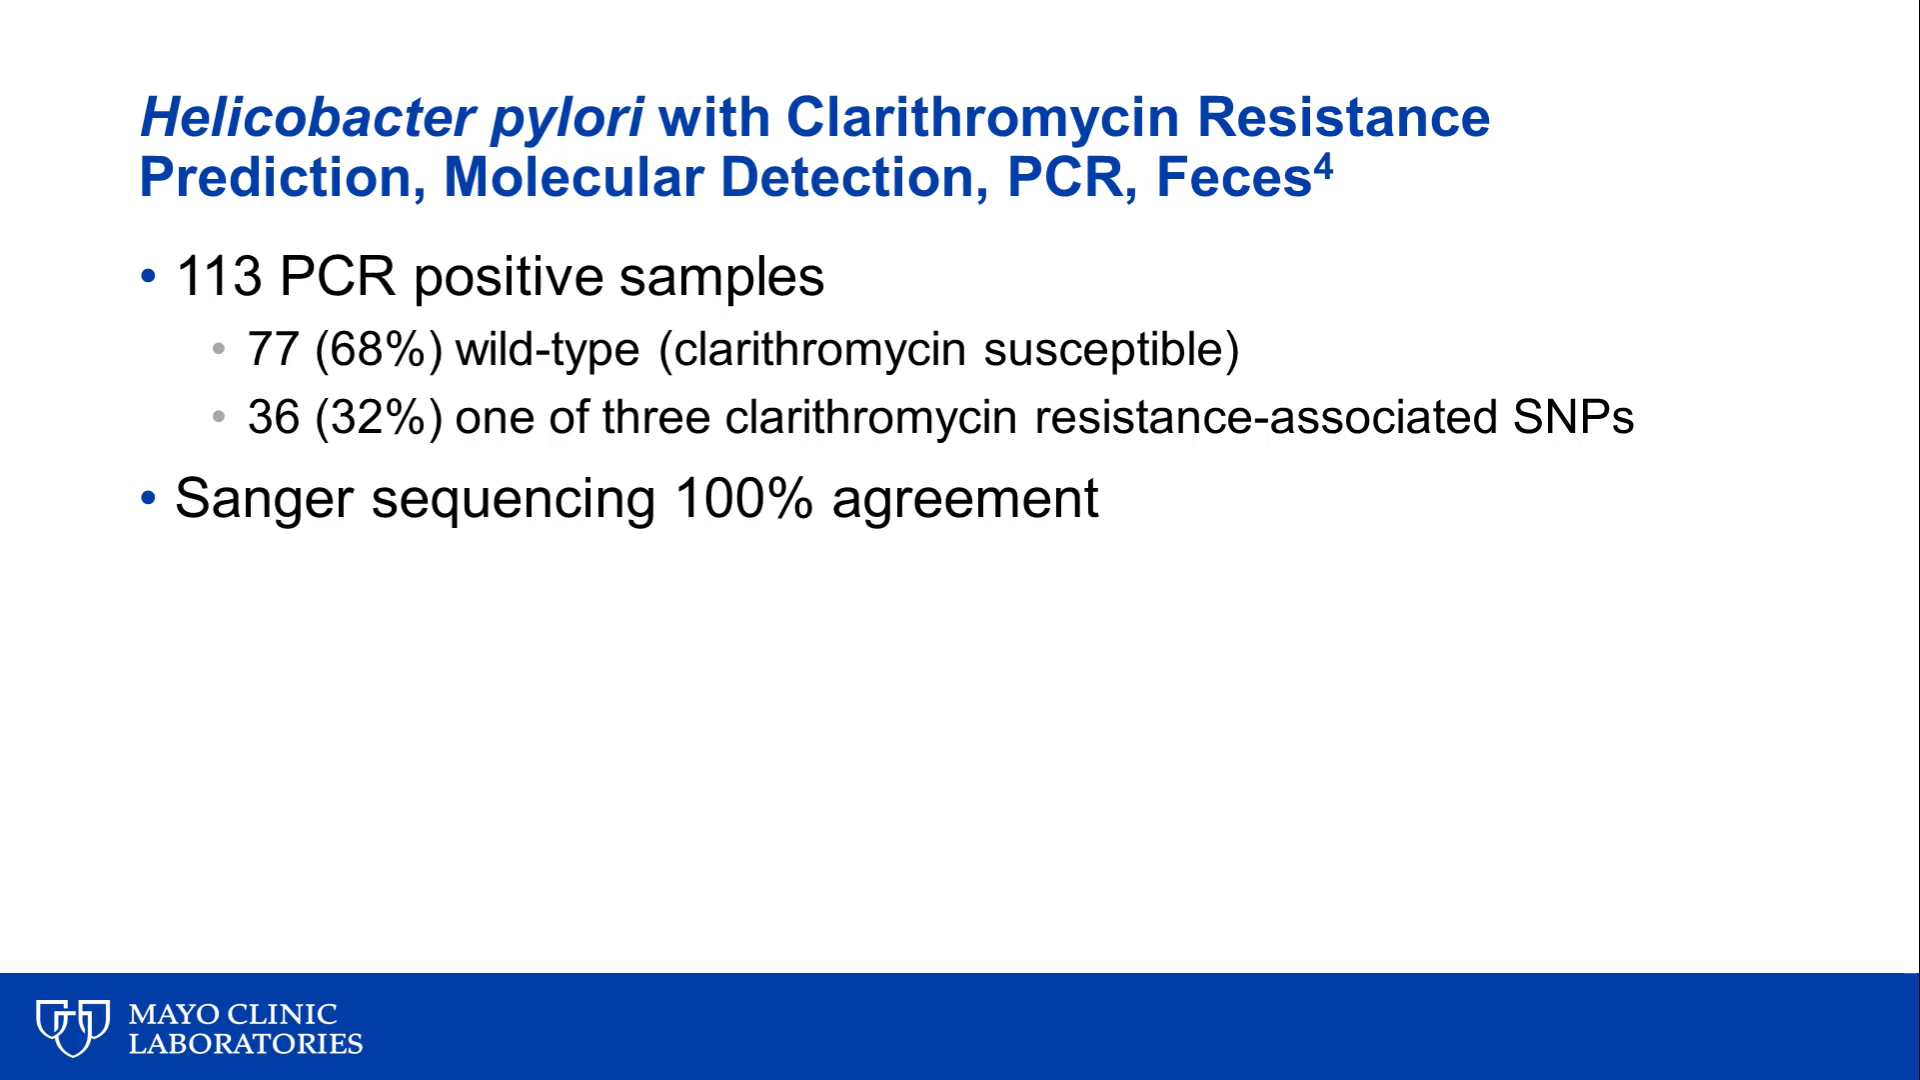 Helicobacter pylori with Clarithromycin Resistance
Prediction, Molecular Detection, PCR, Feces⁴
• 113 PCR positive samples
• 77 (68%) wild-type (clarithromycin susceptible)
• 36 (32%) one of three clarithromycin resistance-associated SNPs
• Sanger sequencing 100% agreement
MAYO CLINIC
LABORATORIES